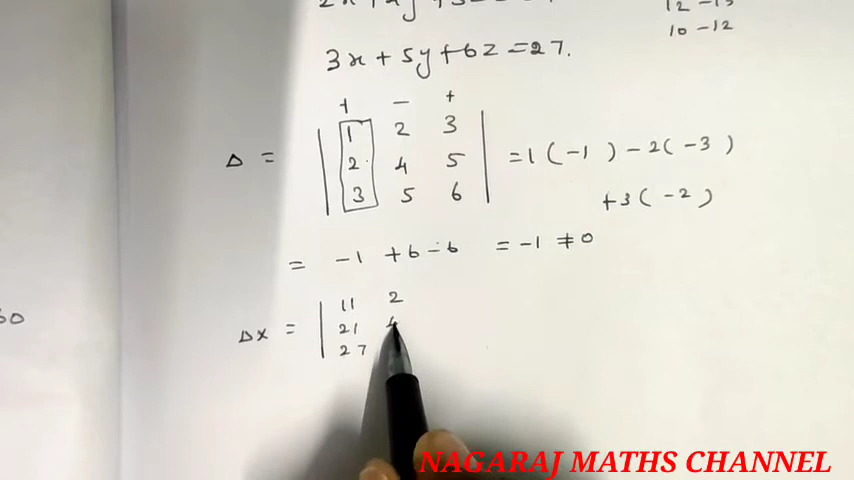 12 -15
10 -12
3x + 5y + 6z = 27.
+ − +
Δ = | 1 2 3 | = 1 ( -1 ) - 2 ( -3 )
2 4 5
3 5 6 + 3 ( -2 )
= -1 + 6 - 6 = -1 ≠ 0
Δx = | 11 2
21 4
27
NAGARAJ MATHS CHANNEL